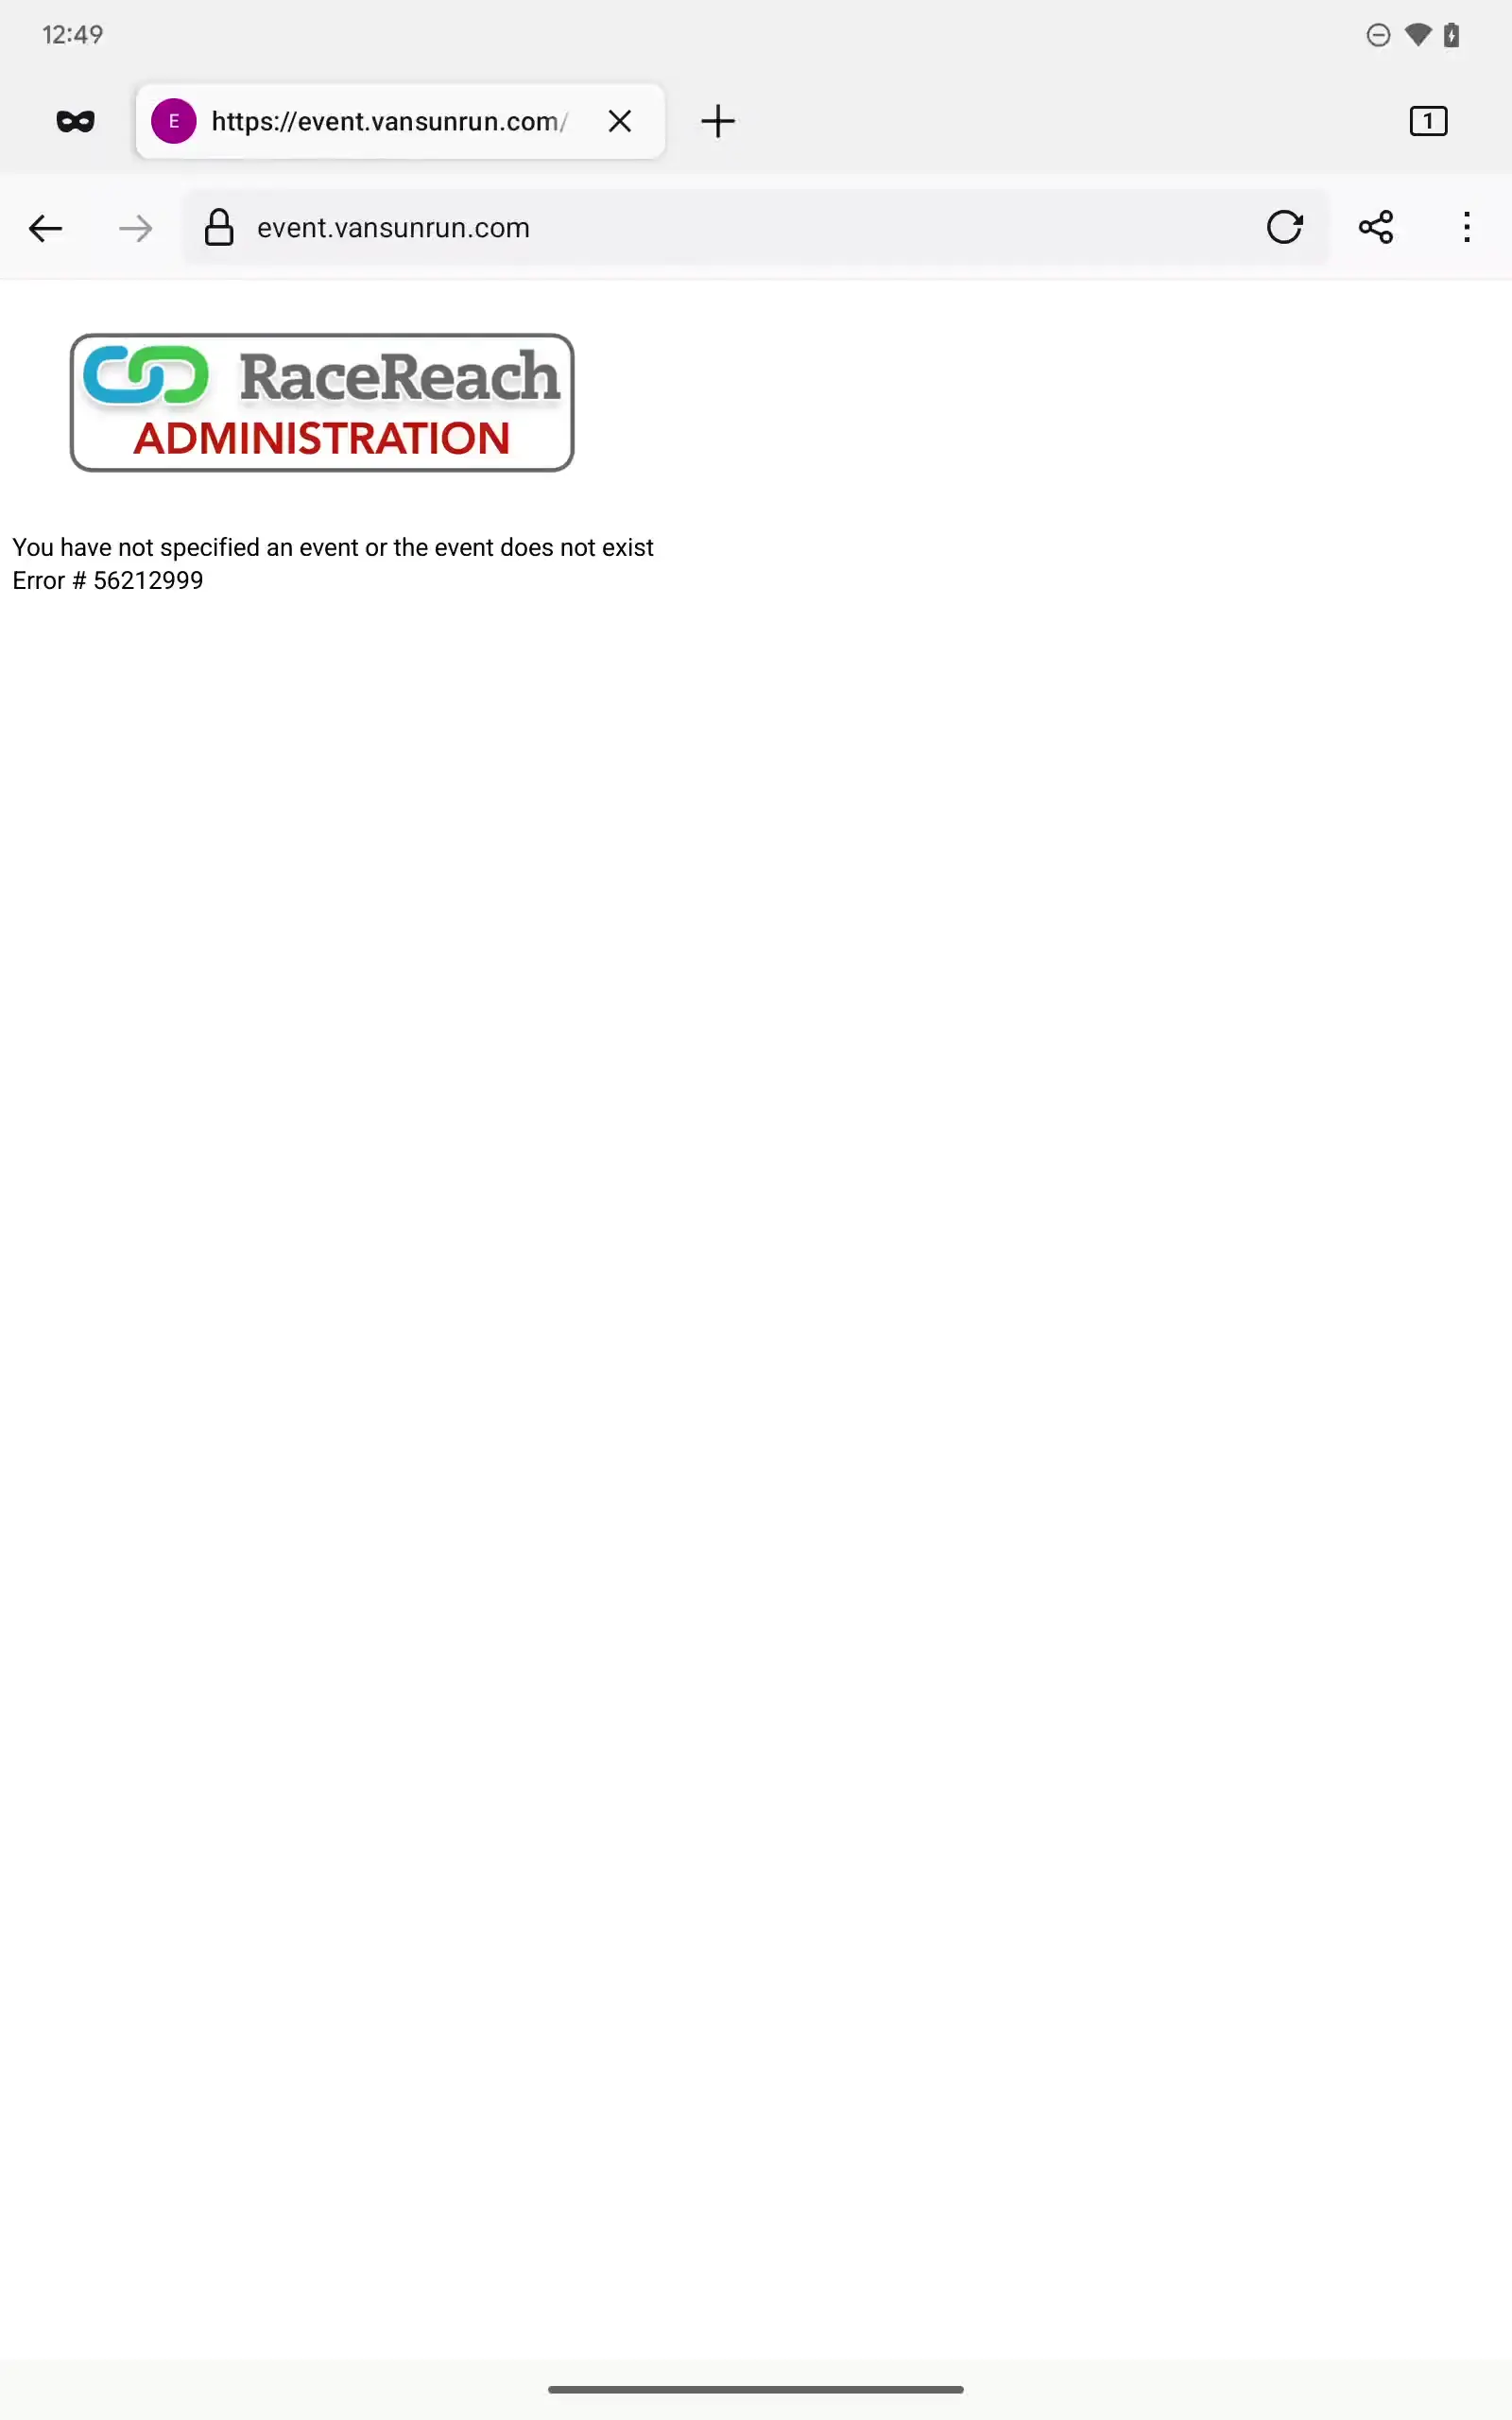 12:49
E https://event.vansunrun.com/
1
event.vansunrun.com
RaceReach
ADMINISTRATION
You have not specified an event or the event does not exist
Error # 56212999